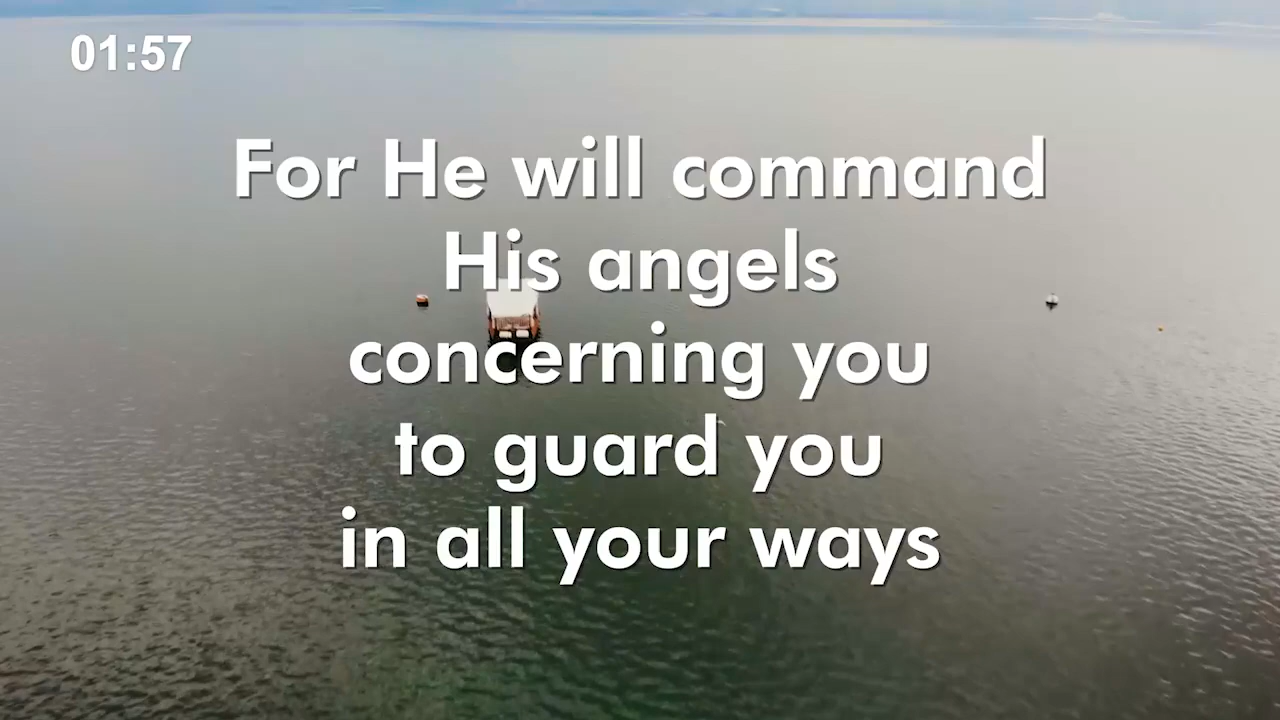 01:57
For He will command
His angels
concerning you
to guard you
in all your ways